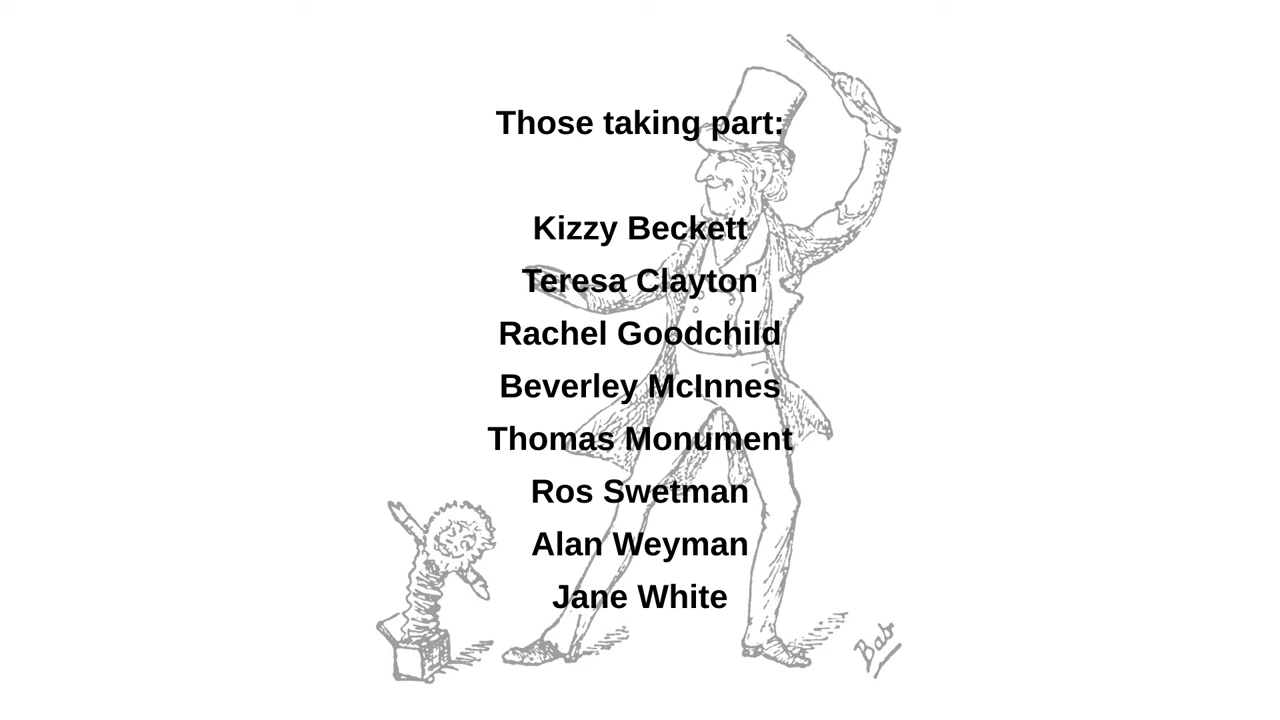 Those taking part:
Kizzy Beckett
Teresa Clayton
Rachel Goodchild
Beverley McInnes
Thomas Monument
Ros Swetman
Alan Weyman
Jane White
Bab